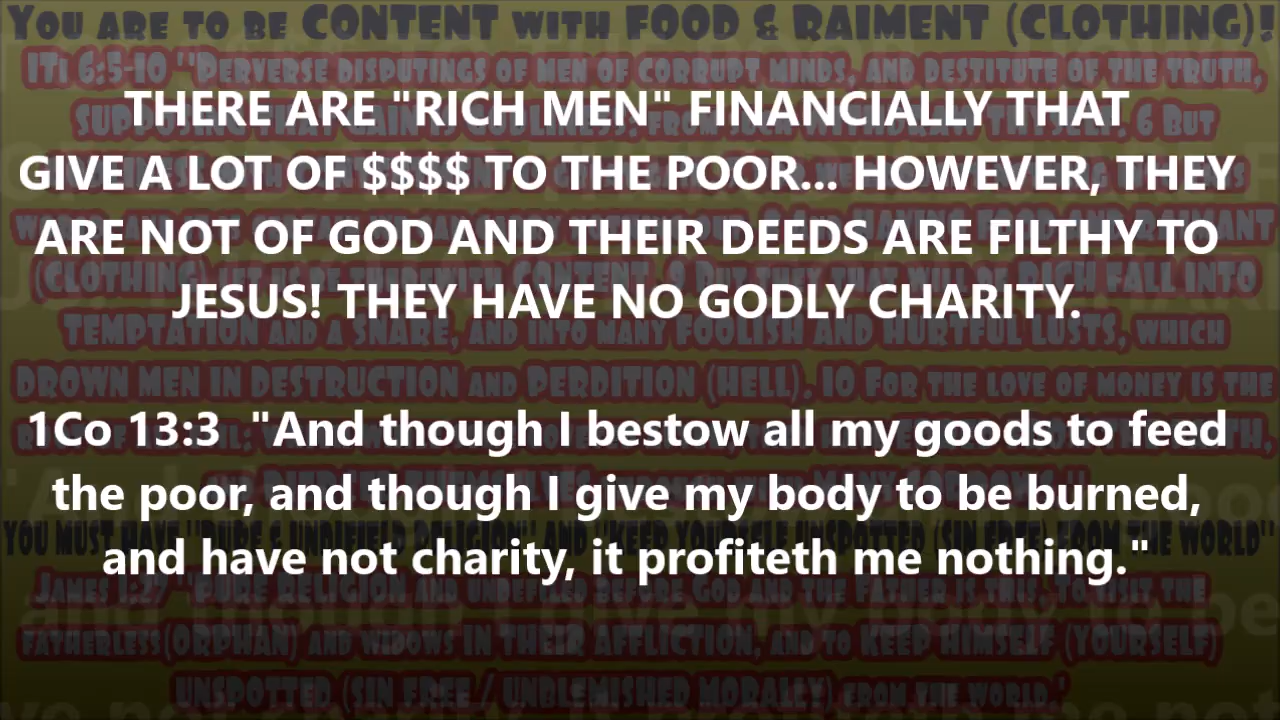 YOU ARE TO BE CONTENT WITH FOOD & RAIMENT (CLOTHING)!
1TI 6:5-10 "PERVERSE DISPUTINGS OF MEN OF CORRUPT MINDS, AND DESTITUTE OF THE TRUTH,
THERE ARE "RICH MEN" FINANCIALLY THAT
SUPPOSING THAT GAIN IS GODLINESS: FROM SUCH WITHDRAW THYSELF. 6 BUT
GIVE A LOT OF $$$$ TO THE POOR... HOWEVER, THEY
ARE NOT OF GOD AND THEIR DEEDS ARE FILTHY TO
(CLOTHING) LET US BE THEREWITH CONTENT. 9 BUT THEY THAT WILL BE RICH FALL INTO
JESUS! THEY HAVE NO GODLY CHARITY.
TEMPTATION AND A SNARE, AND INTO MANY FOOLISH AND HURTFUL LUSTS, WHICH
DROWN MEN IN DESTRUCTION AND PERDITION (HELL). 10 FOR THE LOVE OF MONEY IS THE
1Co 13:3 "And though I bestow all my goods to feed
the poor, and though I give my body to be burned,
YOU MUST HAVE "PURE & UNDEFILED RELIGION" AND "KEEP YOURSELF UNSPOTTED (SIN FREE) FROM THE WORLD"
and have not charity, it profiteth me nothing."
JAMES 1:27 "PURE RELIGION AND UNDEFILED BEFORE GOD AND THE FATHER IS THIS, TO VISIT THE
FATHERLESS(ORPHAN) AND WIDOWS IN THEIR AFFLICTION, AND TO KEEP HIMSELF (YOURSELF)
UNSPOTTED (SIN FREE / UNBLEMISHED MORALLY) FROM THE WORLD."